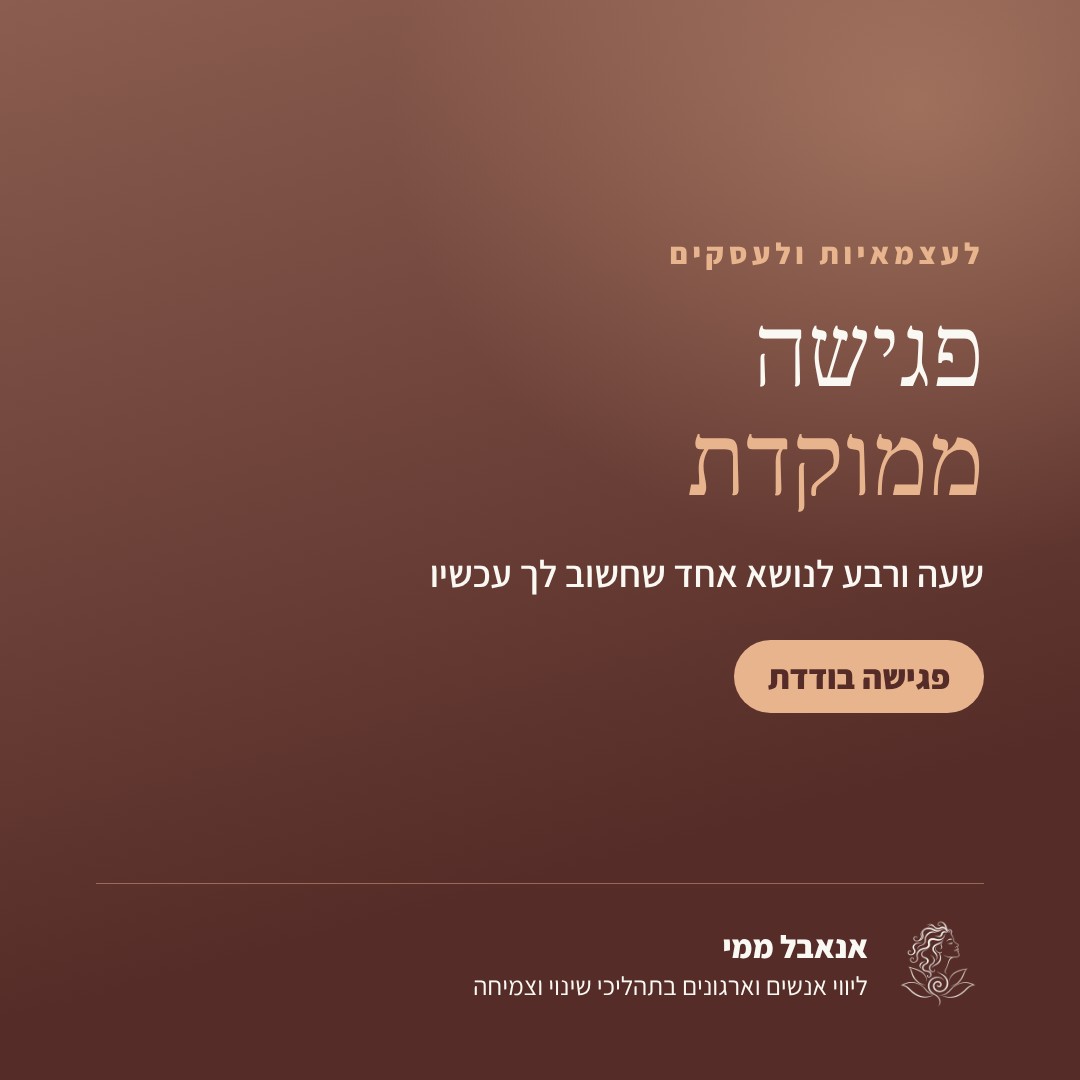 לעצמאיות ולעסקים
פגישה
ממוקדת
שעה ורבע לנושא אחד שחשוב לך עכשיו
פגישה בודדת
אנאבל ממי
ליווי אנשים וארגונים בתהליכי שינוי וצמיחה